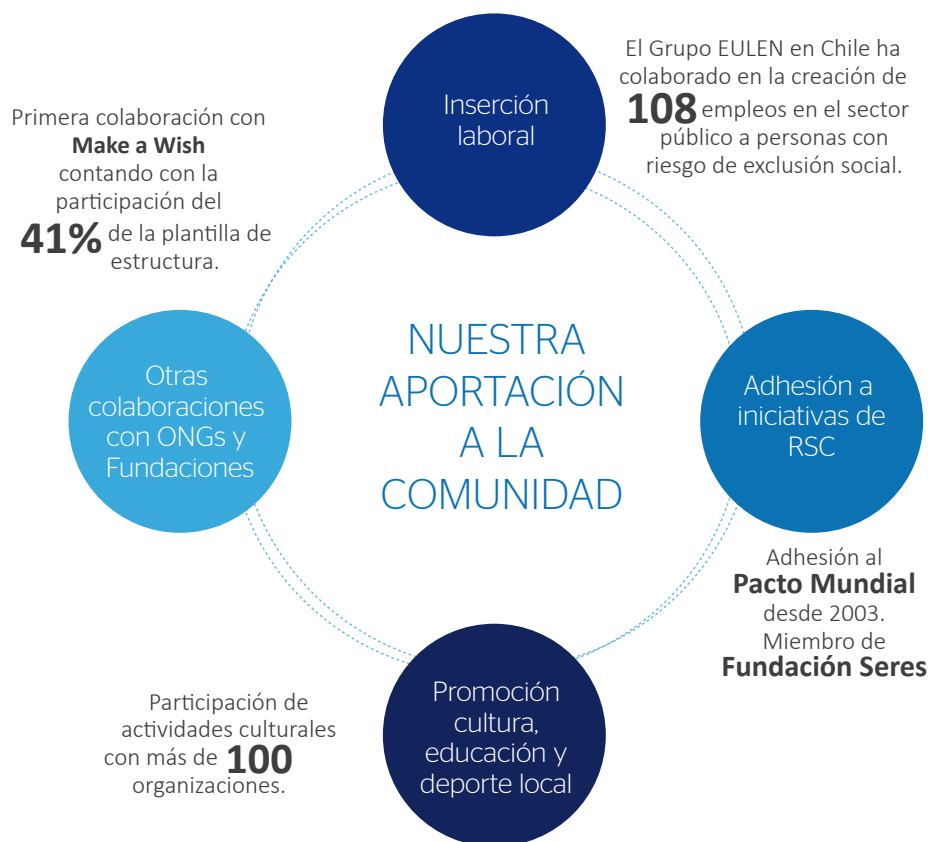 Inserción
laboral
El Grupo EULEN en Chile ha
colaborado en la creación de
108 empleos en el sector
público a personas con
riesgo de exclusión social.
Primera colaboración con
Make a Wish
contando con la
participación del
41% de la plantilla de
estructura.
NUESTRA
APORTACIÓN
A LA
COMUNIDAD
Otras
colaboraciones
con ONGs y
Fundaciones
Adhesión a
iniciativas de
RSC
Adhesión al
Pacto Mundial
desde 2003.
Miembro de
Fundación Seres
Promoción
cultura,
educación y
deporte local
Participación de
actividades culturales
con más de 100
organizaciones.